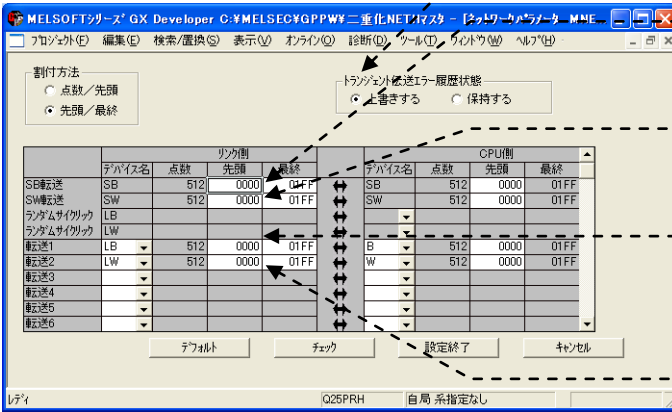 MELSOFTシリーズ GX Developer C:¥MELSEC¥GPPW¥二重化NETﾏｽﾀ - [ネットワークパラメータ MNE...
プロジェクト(F) 編集(E) 検索/置換(S) 表示(V) オンライン(O) 診断(D) ツール(T) ウィンドウ(W) ヘルプ(H)
割付方法
点数/先頭
先頭/最終
トランジェント伝送エラー履歴状態
上書きする 保持する
リンク側 CPU側
デバイス名 点数 先頭 最終 デバイス名 点数 先頭 最終
SB転送 SB 512 0000 01FF SB 512 0000 01FF
SW転送 SW 512 0000 01FF SW 512 0000 01FF
ランダムサイクリック LB
ランダムサイクリック LW
転送1 LB 512 0000 01FF B 512 0000 01FF
転送2 LW 512 0000 01FF W 512 0000 01FF
転送3
転送4
転送5
転送6
デフォルト チェック 設定終了 キャンセル
レディ Q25PRH 自局 系指定なし